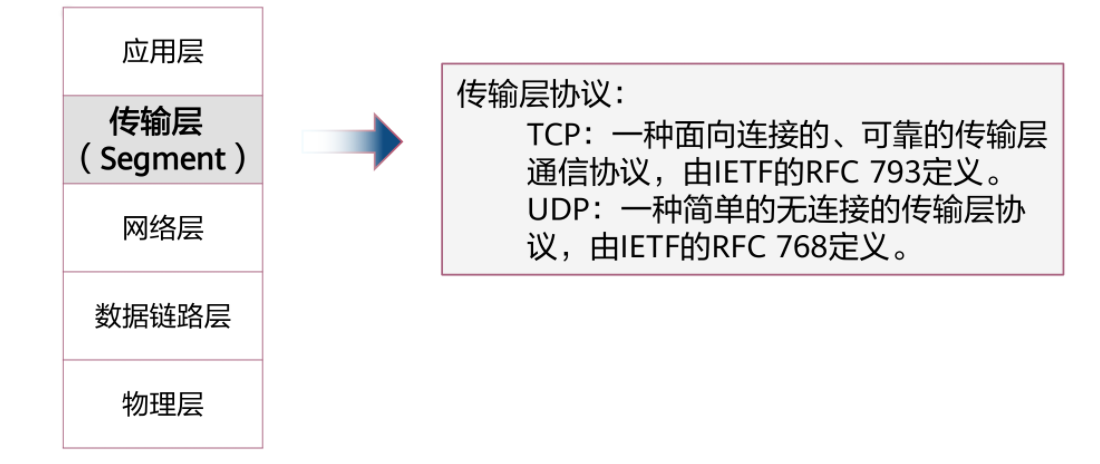 应用层
传输层
（Segment）
网络层
数据链路层
物理层
传输层协议：
TCP：一种面向连接的、可靠的传输层
通信协议，由IETF的RFC 793定义。
UDP：一种简单的无连接的传输层协
议，由IETF的RFC 768定义。